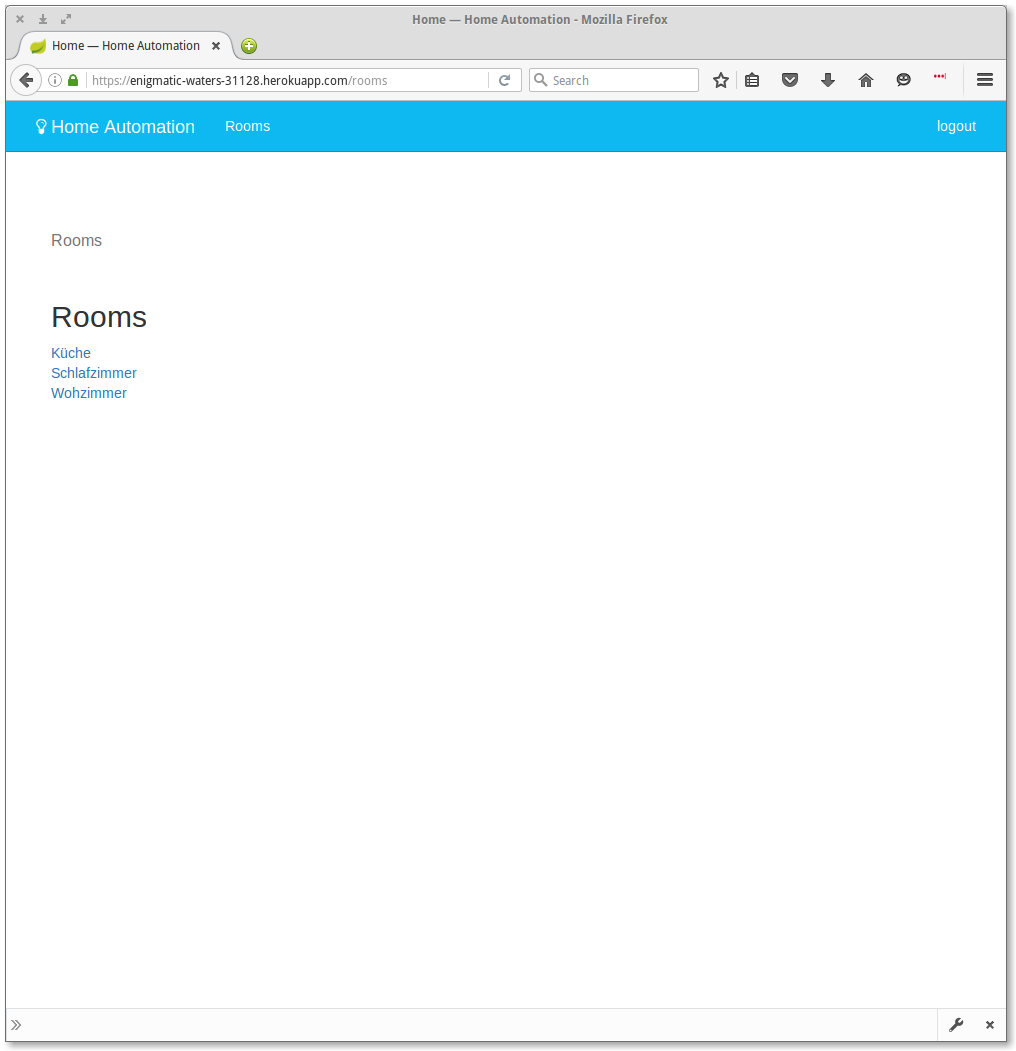 Home — Home Automation - Mozilla Firefox
Home — Home Automation
https://enigmatic-waters-31128.herokuapp.com/rooms
Search
Home Automation Rooms logout
Rooms
Rooms
Küche
Schlafzimmer
Wohzimmer